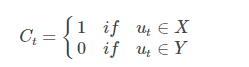 C_t = { 1 if u_t ∈ X
0 if u_t ∈ Y